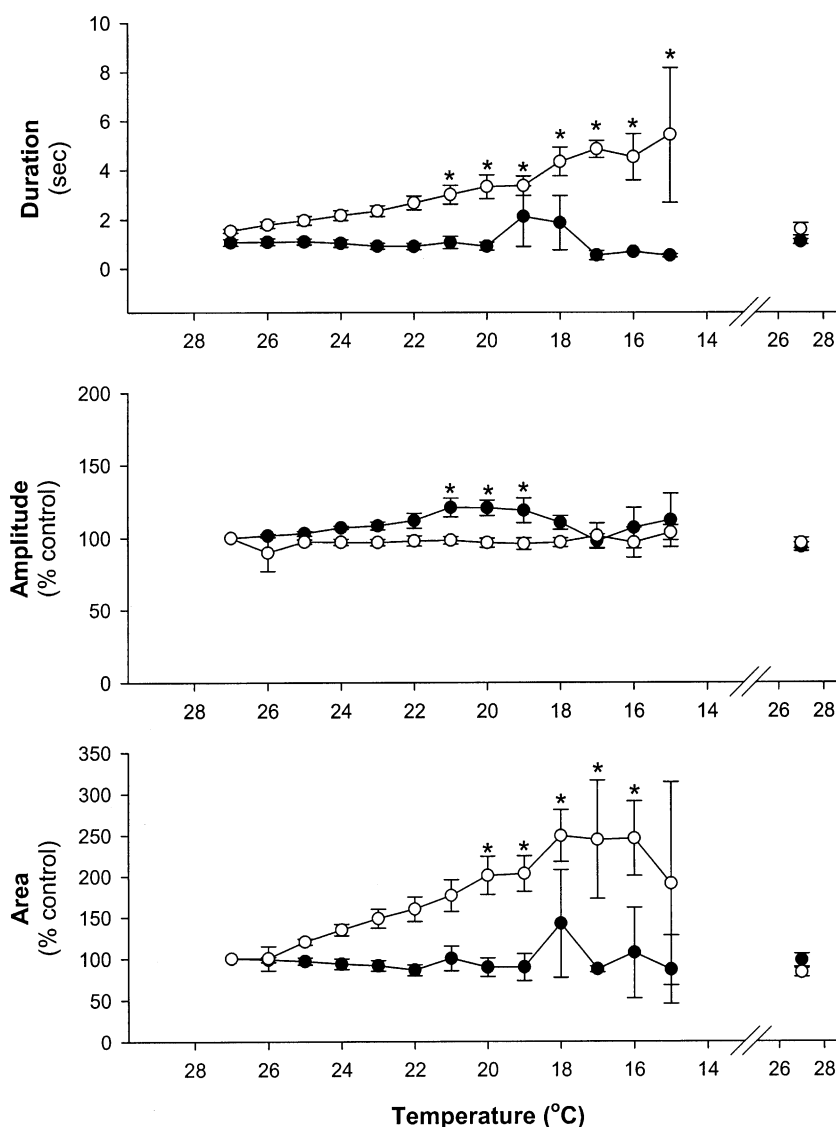 10
8
6
4
2
0
Duration
(sec)
* * * * * * *
28 26 24 22 20 18 16 14 26 28
200
150
100
50
0
Amplitude
(% control)
* * *
28 26 24 22 20 18 16 14 26 28
350
300
250
200
150
100
50
0
Area
(% control)
* * * * *
28 26 24 22 20 18 16 14 26 28
Temperature (°C)